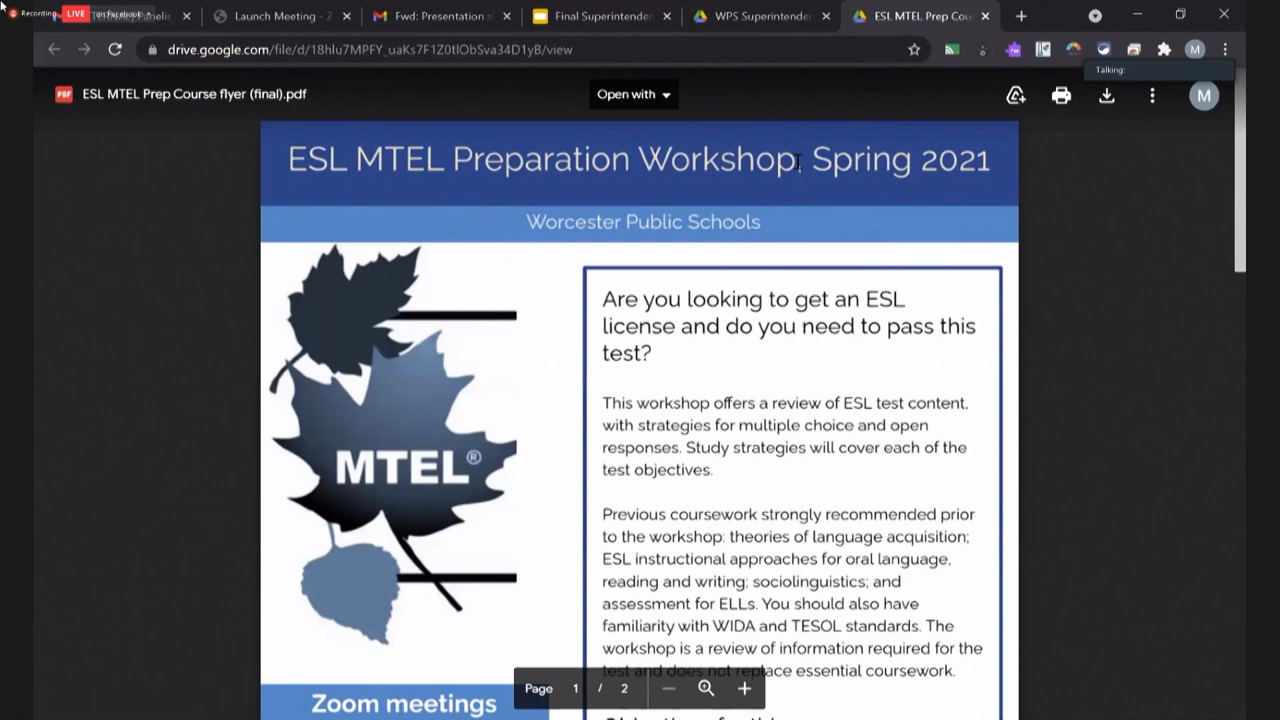 Recording
LIVE
on Facebook
Launch Meeting - Z
Fwd: Presentation s
Final Superintenden
WPS Superintender
ESL MTEL Prep Cou
drive.google.com/file/d/18hlu7MPFY_uaKs7F1Z0tlObSva34D1yB/view
M
Talking:
PDF
ESL MTEL Prep Course flyer (final).pdf
Open with
M
ESL MTEL Preparation Workshop, Spring 2021
Worcester Public Schools
MTEL®
Are you looking to get an ESL
license and do you need to pass this
test?
This workshop offers a review of ESL test content,
with strategies for multiple choice and open
responses. Study strategies will cover each of the
test objectives.
Previous coursework strongly recommended prior
to the workshop: theories of language acquisition;
ESL instructional approaches for oral language,
reading and writing; sociolinguistics; and
assessment for ELLs. You should also have
familiarity with WIDA and TESOL standards. The
workshop is a review of information required for the
test and does not replace essential coursework.
Page 1 / 2
Zoom meetings